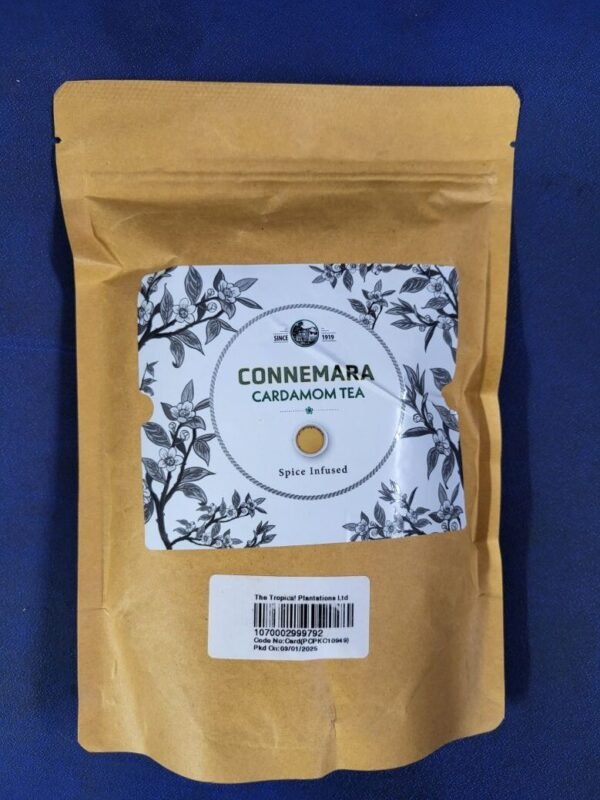 SINCE 1919
CONNEMARA
CARDAMOM TEA
Spice Infused
The Tropical Plantations Ltd
1070002999792
Code No:Card(PCPKC10949)
Pkd On:03/01/2025